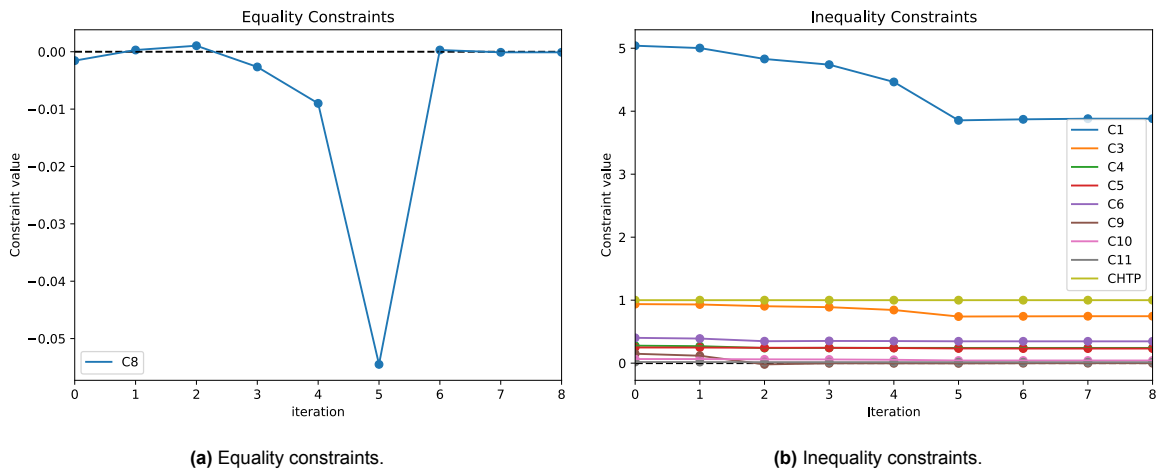 Equality Constraints
Constraint value
0.00
−0.01
−0.02
−0.03
−0.04
−0.05
C8
0 1 2 3 4 5 6 7 8
iteration
(a) Equality constraints.
Inequality Constraints
Constraint value
5
4
3
2
1
0
C1
C3
C4
C5
C6
C9
C10
C11
CHTP
0 1 2 3 4 5 6 7 8
Iteration
(b) Inequality constraints.